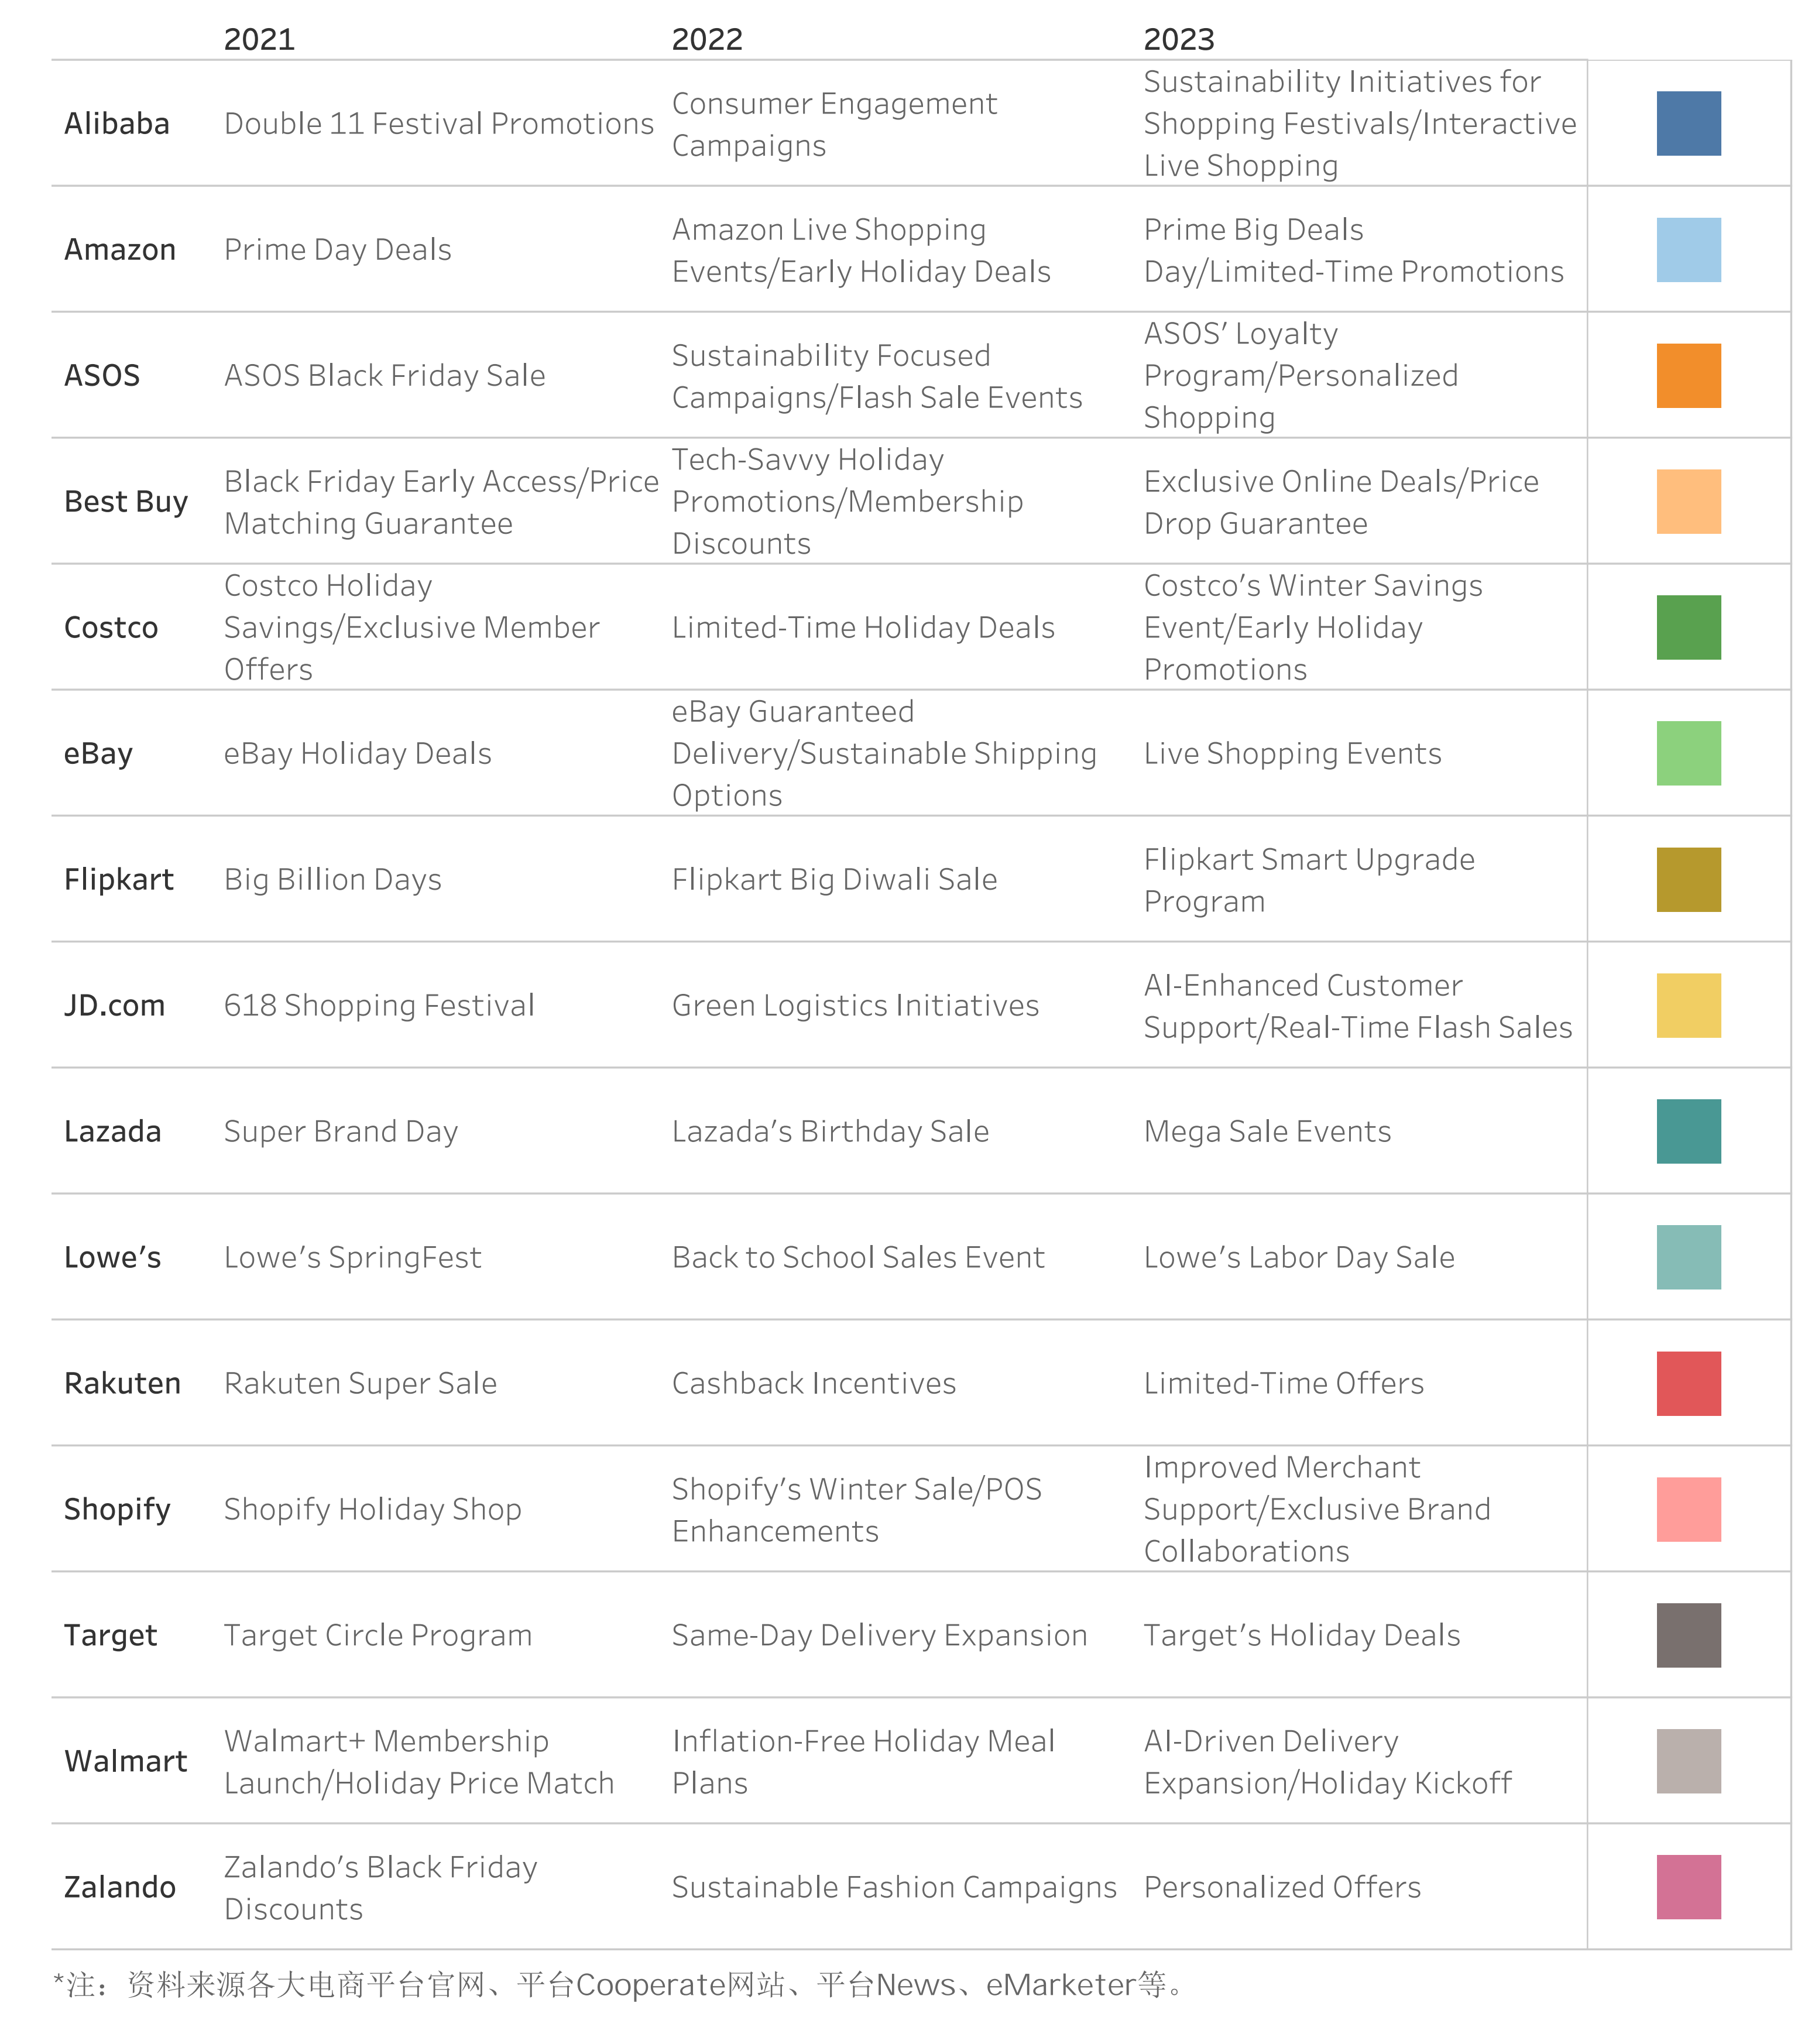 2021 2022 2023
Alibaba
Double 11 Festival Promotions
Consumer Engagement
Campaigns
Sustainability Initiatives for
Shopping Festivals/Interactive
Live Shopping
Amazon
Prime Day Deals
Amazon Live Shopping
Events/Early Holiday Deals
Prime Big Deals
Day/Limited-Time Promotions
ASOS
ASOS Black Friday Sale
Sustainability Focused
Campaigns/Flash Sale Events
ASOS’ Loyalty
Program/Personalized
Shopping
Best Buy
Black Friday Early Access/Price
Matching Guarantee
Tech-Savvy Holiday
Promotions/Membership
Discounts
Exclusive Online Deals/Price
Drop Guarantee
Costco
Costco Holiday
Savings/Exclusive Member
Offers
Limited-Time Holiday Deals
Costco’s Winter Savings
Event/Early Holiday
Promotions
eBay
eBay Holiday Deals
eBay Guaranteed
Delivery/Sustainable Shipping
Options
Live Shopping Events
Flipkart
Big Billion Days
Flipkart Big Diwali Sale
Flipkart Smart Upgrade
Program
JD.com
618 Shopping Festival
Green Logistics Initiatives
AI-Enhanced Customer
Support/Real-Time Flash Sales
Lazada
Super Brand Day
Lazada’s Birthday Sale
Mega Sale Events
Lowe’s
Lowe’s SpringFest
Back to School Sales Event
Lowe’s Labor Day Sale
Rakuten
Rakuten Super Sale
Cashback Incentives
Limited-Time Offers
Shopify
Shopify Holiday Shop
Shopify’s Winter Sale/POS
Enhancements
Improved Merchant
Support/Exclusive Brand
Collaborations
Target
Target Circle Program
Same-Day Delivery Expansion
Target’s Holiday Deals
Walmart
Walmart+ Membership
Launch/Holiday Price Match
Inflation-Free Holiday Meal
Plans
AI-Driven Delivery
Expansion/Holiday Kickoff
Zalando
Zalando’s Black Friday
Discounts
Sustainable Fashion Campaigns
Personalized Offers
*注：资料来源各大电商平台官网、平台Cooperate网站、平台News、eMarketer等。